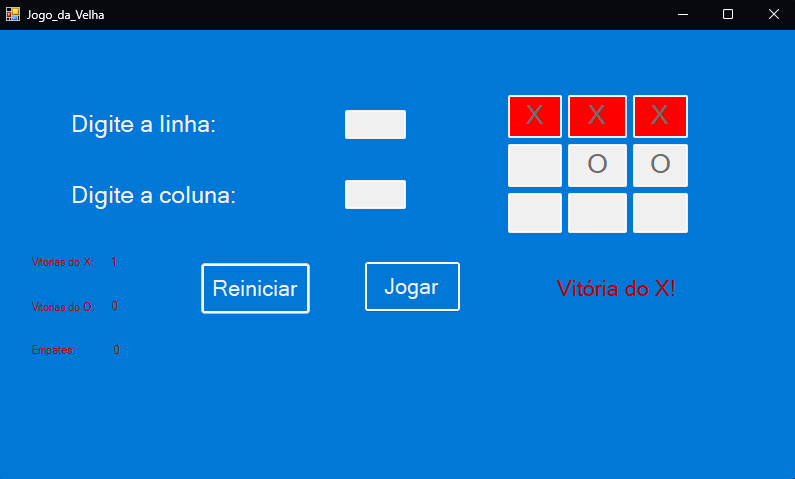 Jogo_da_Velha
Digite a linha:
X X X
O O
Digite a coluna:
Vitorias do X: 1
Reiniciar
Jogar
Vitória do X!
Vitorias do O: 0
Empates: 0